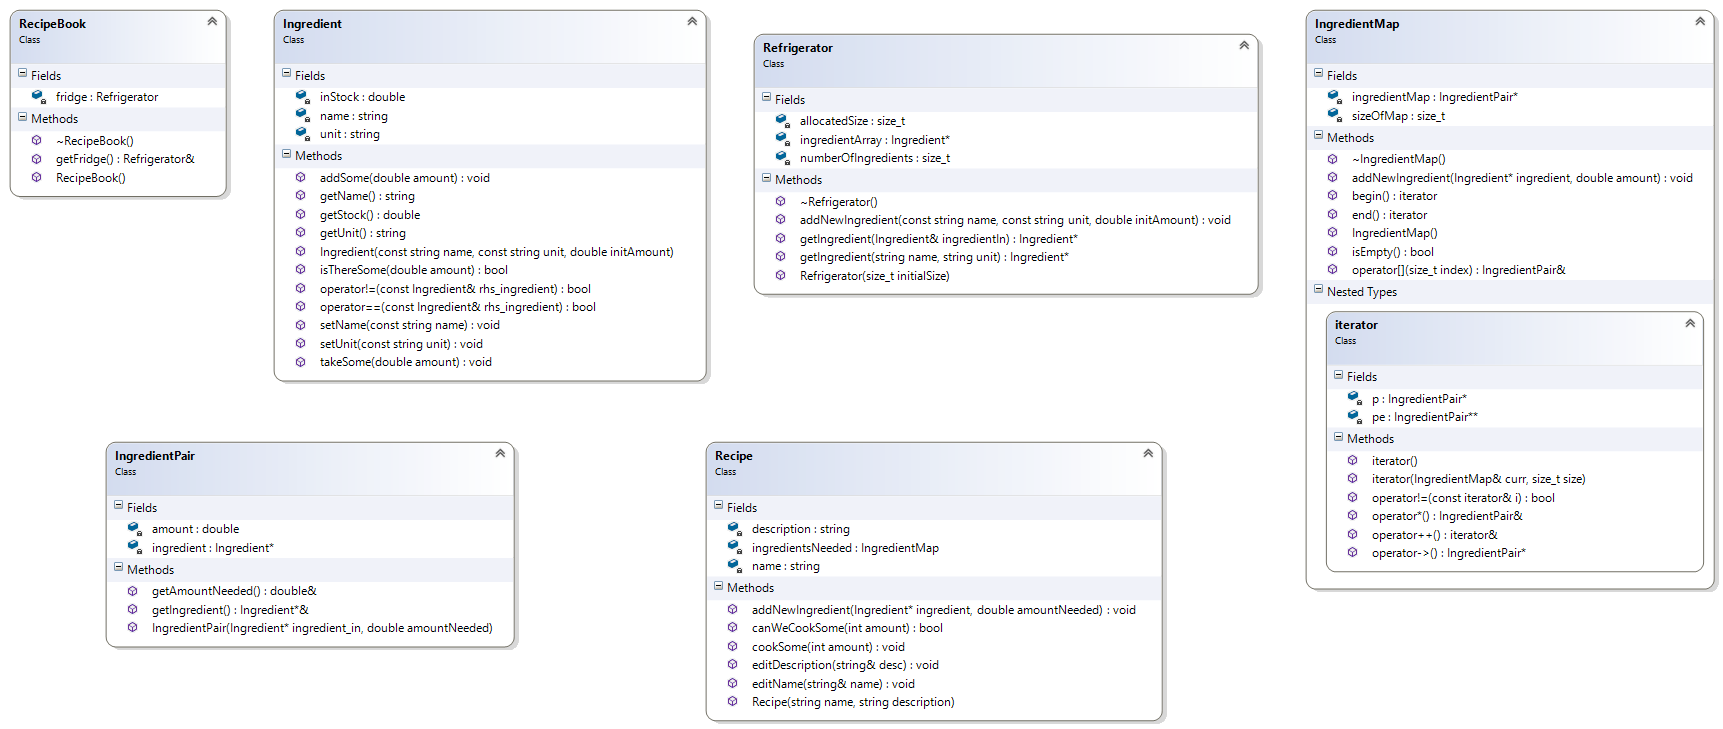 RecipeBook
Class
Fields
fridge : Refrigerator
Methods
~RecipeBook()
getFridge() : Refrigerator&
RecipeBook()
Ingredient
Class
Fields
inStock : double
name : string
unit : string
Methods
addSome(double amount) : void
getName() : string
getStock() : double
getUnit() : string
Ingredient(const string name, const string unit, double initAmount)
isThereSome(double amount) : bool
operator!=(const Ingredient& rhs_ingredient) : bool
operator==(const Ingredient& rhs_ingredient) : bool
setName(const string name) : void
setUnit(const string unit) : void
takeSome(double amount) : void
Refrigerator
Class
Fields
allocatedSize : size_t
ingredientArray : Ingredient*
numberOfIngredients : size_t
Methods
~Refrigerator()
addNewIngredient(const string name, const string unit, double initAmount) : void
getIngredient(Ingredient& ingredientIn) : Ingredient*
getIngredient(string name, string unit) : Ingredient*
Refrigerator(size_t initialSize)
IngredientMap
Class
Fields
ingredientMap : IngredientPair*
sizeOfMap : size_t
Methods
~IngredientMap()
addNewIngredient(Ingredient* ingredient, double amount) : void
begin() : iterator
end() : iterator
IngredientMap()
isEmpty() : bool
operator[](size_t index) : IngredientPair&
Nested Types
iterator
Class
Fields
p : IngredientPair*
pe : IngredientPair**
Methods
iterator()
iterator(IngredientMap& curr, size_t size)
operator!=(const iterator& i) : bool
operator*() : IngredientPair&
operator++() : iterator&
operator->() : IngredientPair*
IngredientPair
Class
Fields
amount : double
ingredient : Ingredient*
Methods
getAmountNeeded() : double&
getIngredient() : Ingredient*&
IngredientPair(Ingredient* ingredient_in, double amountNeeded)
Recipe
Class
Fields
description : string
ingredientsNeeded : IngredientMap
name : string
Methods
addNewIngredient(Ingredient* ingredient, double amountNeeded) : void
canWeCookSome(int amount) : bool
cookSome(int amount) : void
editDescription(string& desc) : void
editName(string& name) : void
Recipe(string name, string description)